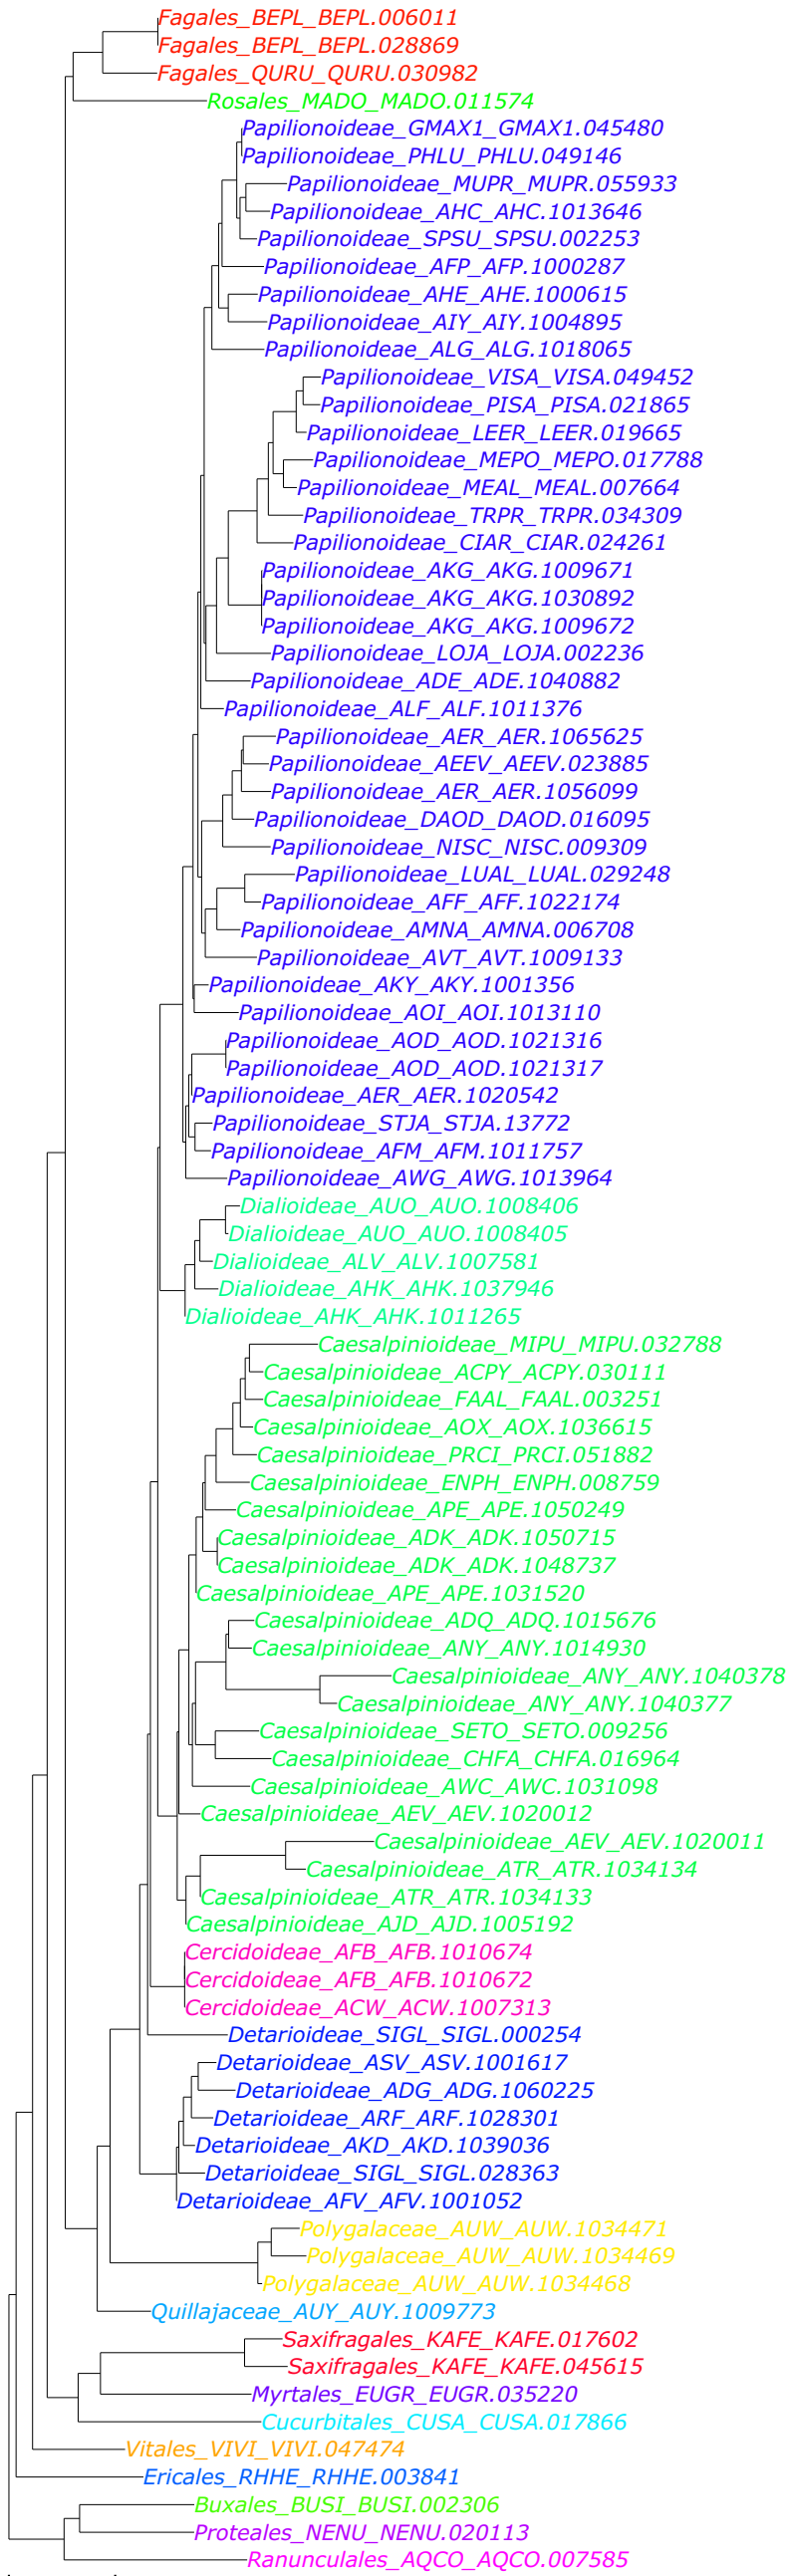 Fagales_BEPL_BEPL.006011
Fagales_BEPL_BEPL.028869
Fagales_QURU_QURU.030982
Rosales_MADO_MADO.011574
Papilionoideae_GMAX1_GMAX1.045480
Papilionoideae_PHLU_PHLU.049146
Papilionoideae_MUPR_MUPR.055933
Papilionoideae_AHC_AHC.1013646
Papilionoideae_SPSU_SPSU.002253
Papilionoideae_AFP_AFP.1000287
Papilionoideae_AHE_AHE.1000615
Papilionoideae_AIY_AIY.1004895
Papilionoideae_ALG_ALG.1018065
Papilionoideae_VISA_VISA.049452
Papilionoideae_PISA_PISA.021865
Papilionoideae_LEER_LEER.019665
Papilionoideae_MEPO_MEPO.017788
Papilionoideae_MEAL_MEAL.007664
Papilionoideae_TRPR_TRPR.034309
Papilionoideae_CIAR_CIAR.024261
Papilionoideae_AKG_AKG.1009671
Papilionoideae_AKG_AKG.1030892
Papilionoideae_AKG_AKG.1009672
Papilionoideae_LOJA_LOJA.002236
Papilionoideae_ADE_ADE.1040882
Papilionoideae_ALF_ALF.1011376
Papilionoideae_AER_AER.1065625
Papilionoideae_AEEV_AEEV.023885
Papilionoideae_AER_AER.1056099
Papilionoideae_DAOD_DAOD.016095
Papilionoideae_NISC_NISC.009309
Papilionoideae_LUAL_LUAL.029248
Papilionoideae_AFF_AFF.1022174
Papilionoideae_AMNA_AMNA.006708
Papilionoideae_AVT_AVT.1009133
Papilionoideae_AKY_AKY.1001356
Papilionoideae_AOI_AOI.1013110
Papilionoideae_AOD_AOD.1021316
Papilionoideae_AOD_AOD.1021317
Papilionoideae_AER_AER.1020542
Papilionoideae_STJA_STJA.13772
Papilionoideae_AFM_AFM.1011757
Papilionoideae_AWG_AWG.1013964
Dialioideae_AUO_AUO.1008406
Dialioideae_AUO_AUO.1008405
Dialioideae_ALV_ALV.1007581
Dialioideae_AHK_AHK.1037946
Dialioideae_AHK_AHK.1011265
Caesalpinioideae_MIPU_MIPU.032788
Caesalpinioideae_ACPY_ACPY.030111
Caesalpinioideae_FAAL_FAAL.003251
Caesalpinioideae_AOX_AOX.1036615
Caesalpinioideae_PRCI_PRCI.051882
Caesalpinioideae_ENPH_ENPH.008759
Caesalpinioideae_APE_APE.1050249
Caesalpinioideae_ADK_ADK.1050715
Caesalpinioideae_ADK_ADK.1048737
Caesalpinioideae_APE_APE.1031520
Caesalpinioideae_ADQ_ADQ.1015676
Caesalpinioideae_ANY_ANY.1014930
Caesalpinioideae_ANY_ANY.1040378
Caesalpinioideae_ANY_ANY.1040377
Caesalpinioideae_SETO_SETO.009256
Caesalpinioideae_CHFA_CHFA.016964
Caesalpinioideae_AWC_AWC.1031098
Caesalpinioideae_AEV_AEV.1020012
Caesalpinioideae_AEV_AEV.1020011
Caesalpinioideae_ATR_ATR.1034134
Caesalpinioideae_ATR_ATR.1034133
Caesalpinioideae_AJD_AJD.1005192
Cercidoideae_AFB_AFB.1010674
Cercidoideae_AFB_AFB.1010672
Cercidoideae_ACW_ACW.1007313
Detarioideae_SIGL_SIGL.000254
Detarioideae_ASV_ASV.1001617
Detarioideae_ADG_ADG.1060225
Detarioideae_ARF_ARF.1028301
Detarioideae_AKD_AKD.1039036
Detarioideae_SIGL_SIGL.028363
Detarioideae_AFV_AFV.1001052
Polygalaceae_AUW_AUW.1034471
Polygalaceae_AUW_AUW.1034469
Polygalaceae_AUW_AUW.1034468
Quillajaceae_AUY_AUY.1009773
Saxifragales_KAFE_KAFE.017602
Saxifragales_KAFE_KAFE.045615
Myrtales_EUGR_EUGR.035220
Cucurbitales_CUSA_CUSA.017866
Vitales_VIVI_VIVI.047474
Ericales_RHHE_RHHE.003841
Buxales_BUSI_BUSI.002306
Proteales_NENU_NENU.020113
Ranunculales_AQCO_AQCO.007585